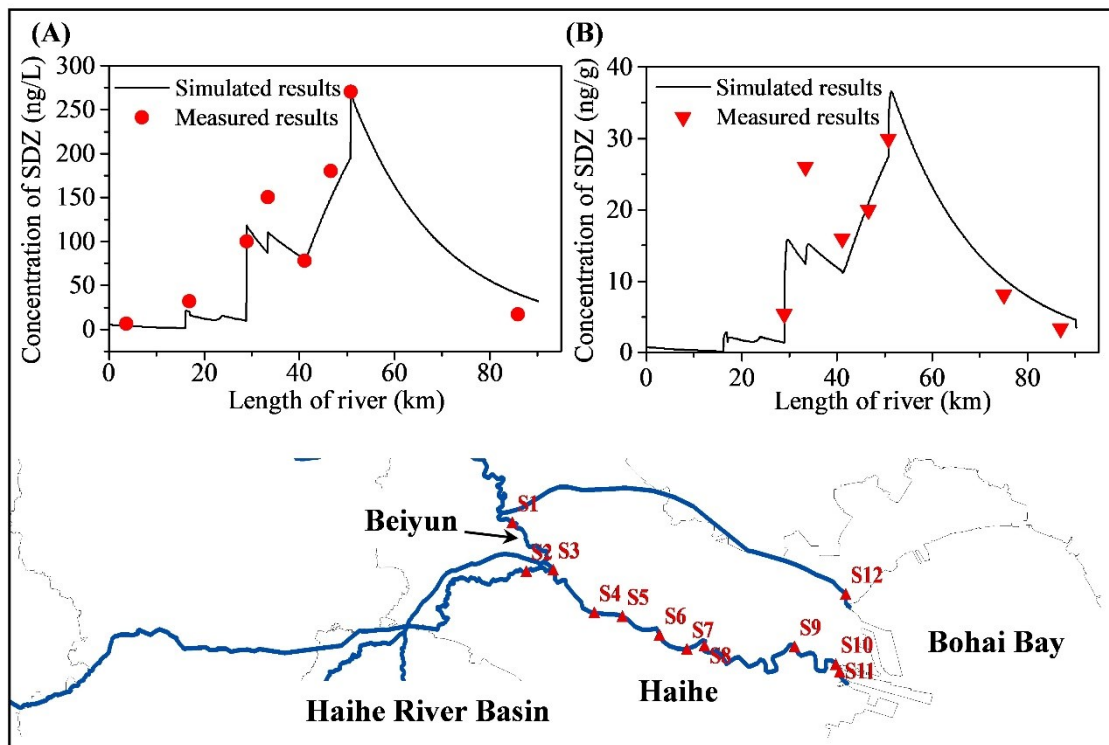 (A)
Concentration of SDZ (ng/L)
300
250
200
150
100
50
0
Simulated results
Measured results
0 20 40 60 80
Length of river (km)
(B)
Concentration of SDZ (ng/g)
40
30
20
10
0
Simulated results
Measured results
0 20 40 60 80
Length of river (km)
S1
Beiyun
S2
S3
S4
S5
S6
S7
S8
S9
S10
S11
S12
Bohai Bay
Haihe
Haihe River Basin